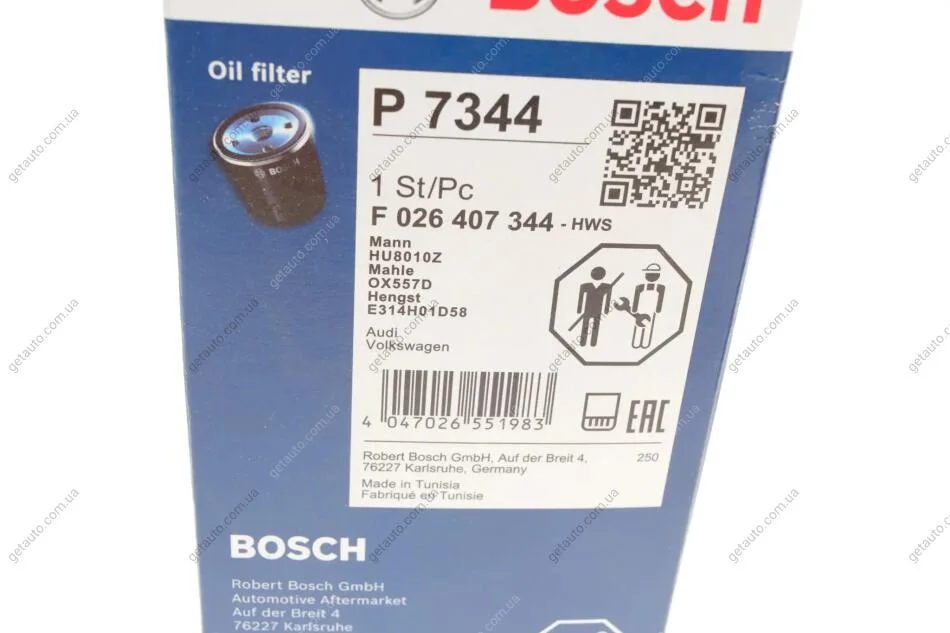 BOSCH
Oil filter
BOSCH
P 7344
1 St/Pc
F 026 407 344 - HWS
Mann
HU8010Z
Mahle
OX557D
Hengst
E314H01D58
Audi
Volkswagen
4 047026 551983
EAC
Robert Bosch GmbH, Auf der Breit 4,
76227 Karlsruhe, Germany
250
Made in Tunisia
Fabriqué en Tunisie
BOSCH
Robert Bosch GmbH
Automotive Aftermarket
Auf der Breit 4
76227 Karlsruhe
getauto.com.ua